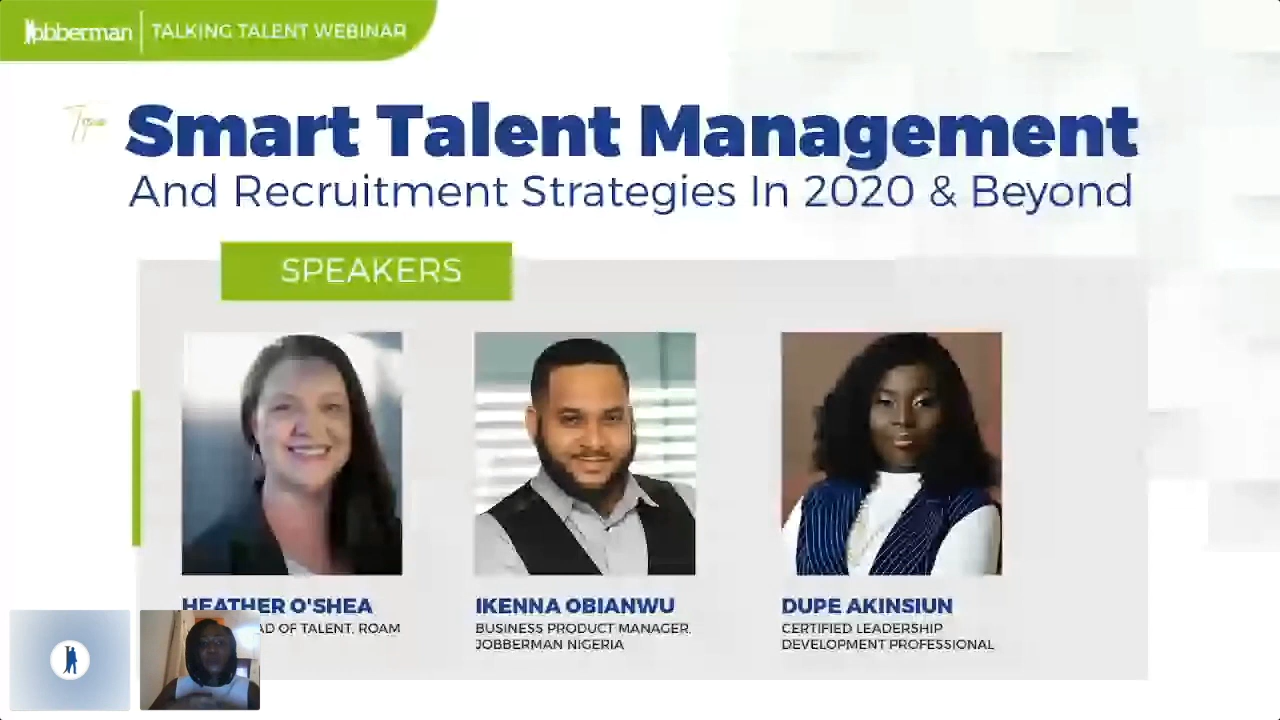 Jobberman TALKING TALENT WEBINAR
Smart Talent Management
And Recruitment Strategies In 2020 & Beyond
SPEAKERS
HEATHER O'SHEA
AD OF TALENT, ROAM
IKENNA OBIANWU
BUSINESS PRODUCT MANAGER,
JOBBERMAN NIGERIA
DUPE AKINSIUN
CERTIFIED LEADERSHIP
DEVELOPMENT PROFESSIONAL